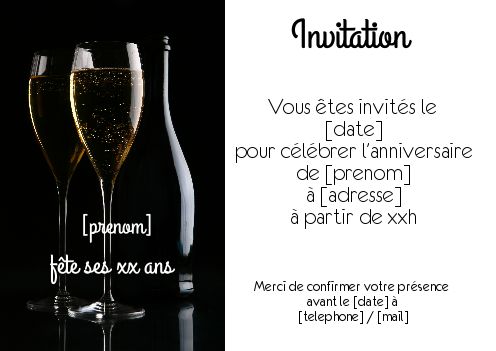 [prenom]
fête ses xx ans
Invitation
Vous êtes invités le
[date]
pour célébrer l'anniversaire
de [prenom]
à [adresse]
à partir de xxh
Merci de confirmer votre présence
avant le [date] à
[telephone] / [mail]